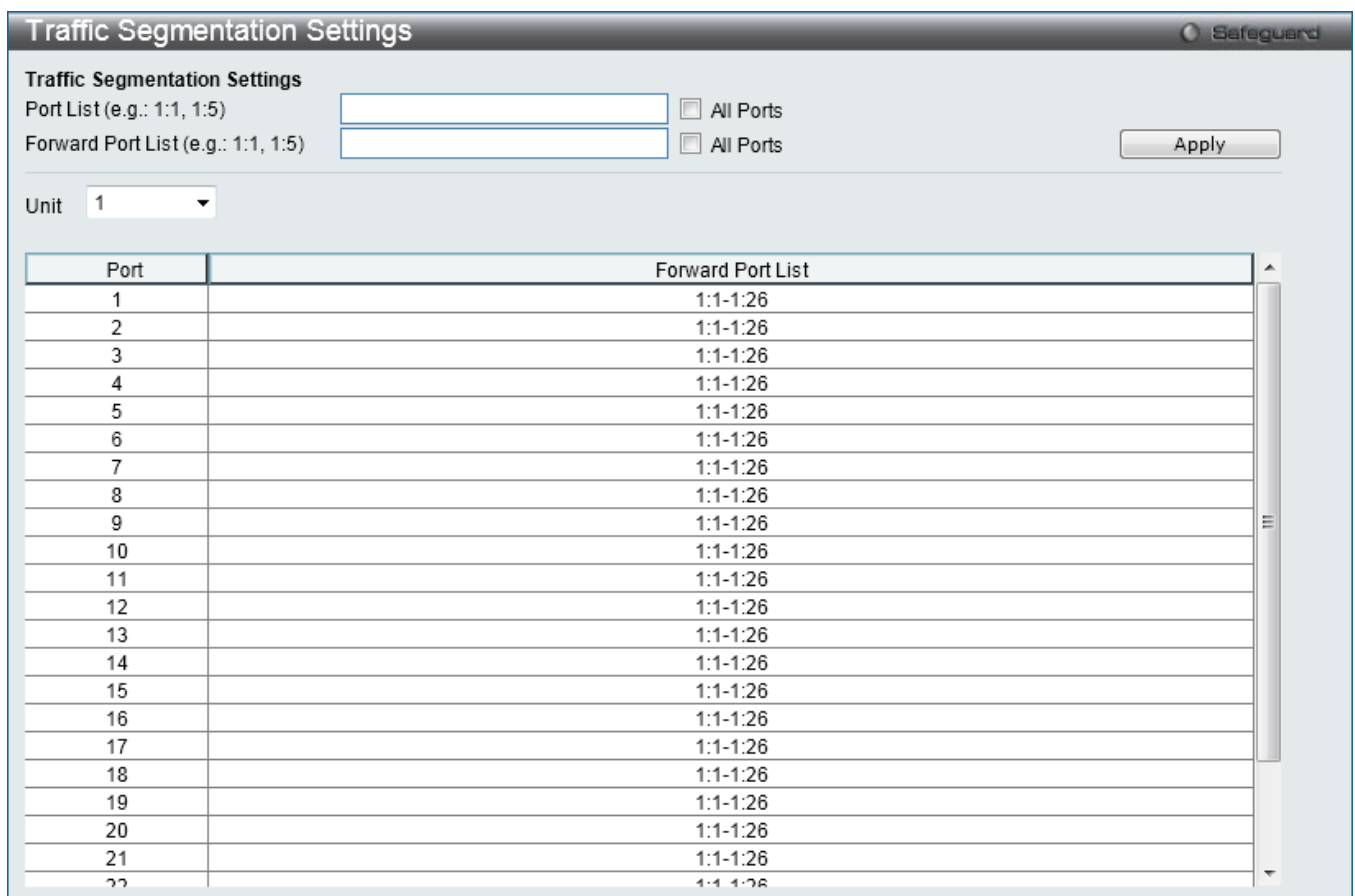 Traffic Segmentation Settings
Safeguard
Traffic Segmentation Settings
Port List (e.g.: 1:1, 1:5)
All Ports
Forward Port List (e.g.: 1:1, 1:5)
All Ports
Apply
Unit 1
Port Forward Port List
1 1:1-1:26
2 1:1-1:26
3 1:1-1:26
4 1:1-1:26
5 1:1-1:26
6 1:1-1:26
7 1:1-1:26
8 1:1-1:26
9 1:1-1:26
10 1:1-1:26
11 1:1-1:26
12 1:1-1:26
13 1:1-1:26
14 1:1-1:26
15 1:1-1:26
16 1:1-1:26
17 1:1-1:26
18 1:1-1:26
19 1:1-1:26
20 1:1-1:26
21 1:1-1:26
22 1:1-1:26